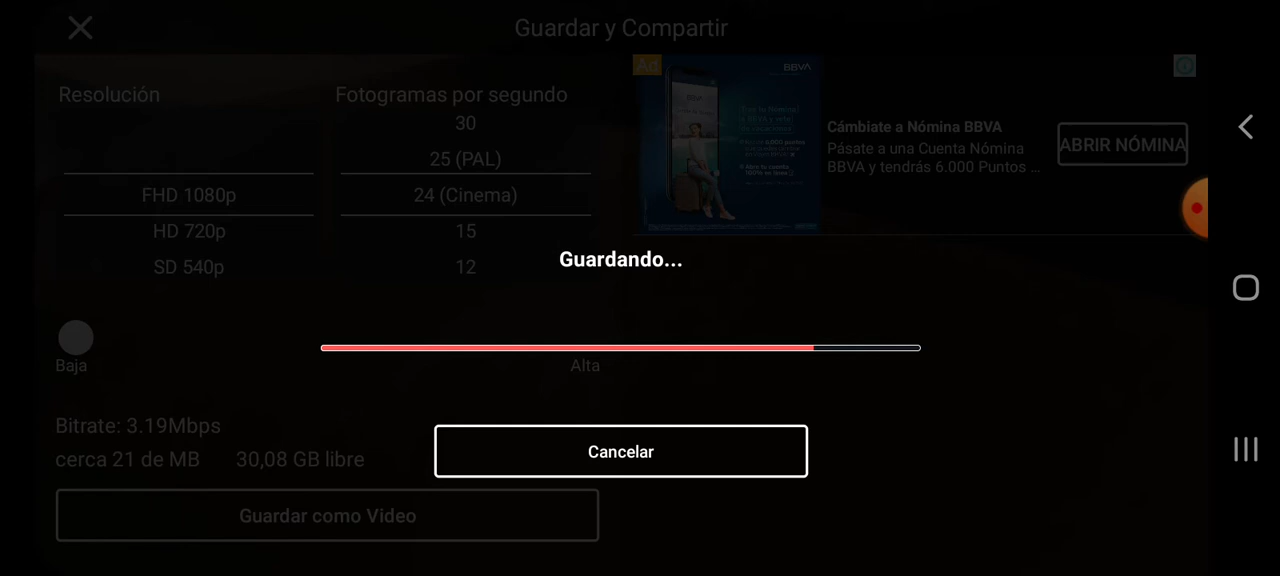 Guardar y Compartir
Resolución
FHD 1080p
HD 720p
SD 540p
Fotogramas por segundo
30
25 (PAL)
24 (Cinema)
15
12
Ad
BBVA
Cámbiate a Nómina BBVA
Pásate a una Cuenta Nómina
BBVA y tendrás 6.000 Puntos ...
ABRIR NÓMINA
Guardando...
Baja
Alta
Bitrate: 3.19Mbps
cerca 21 de MB 30,08 GB libre
Cancelar
Guardar como Video